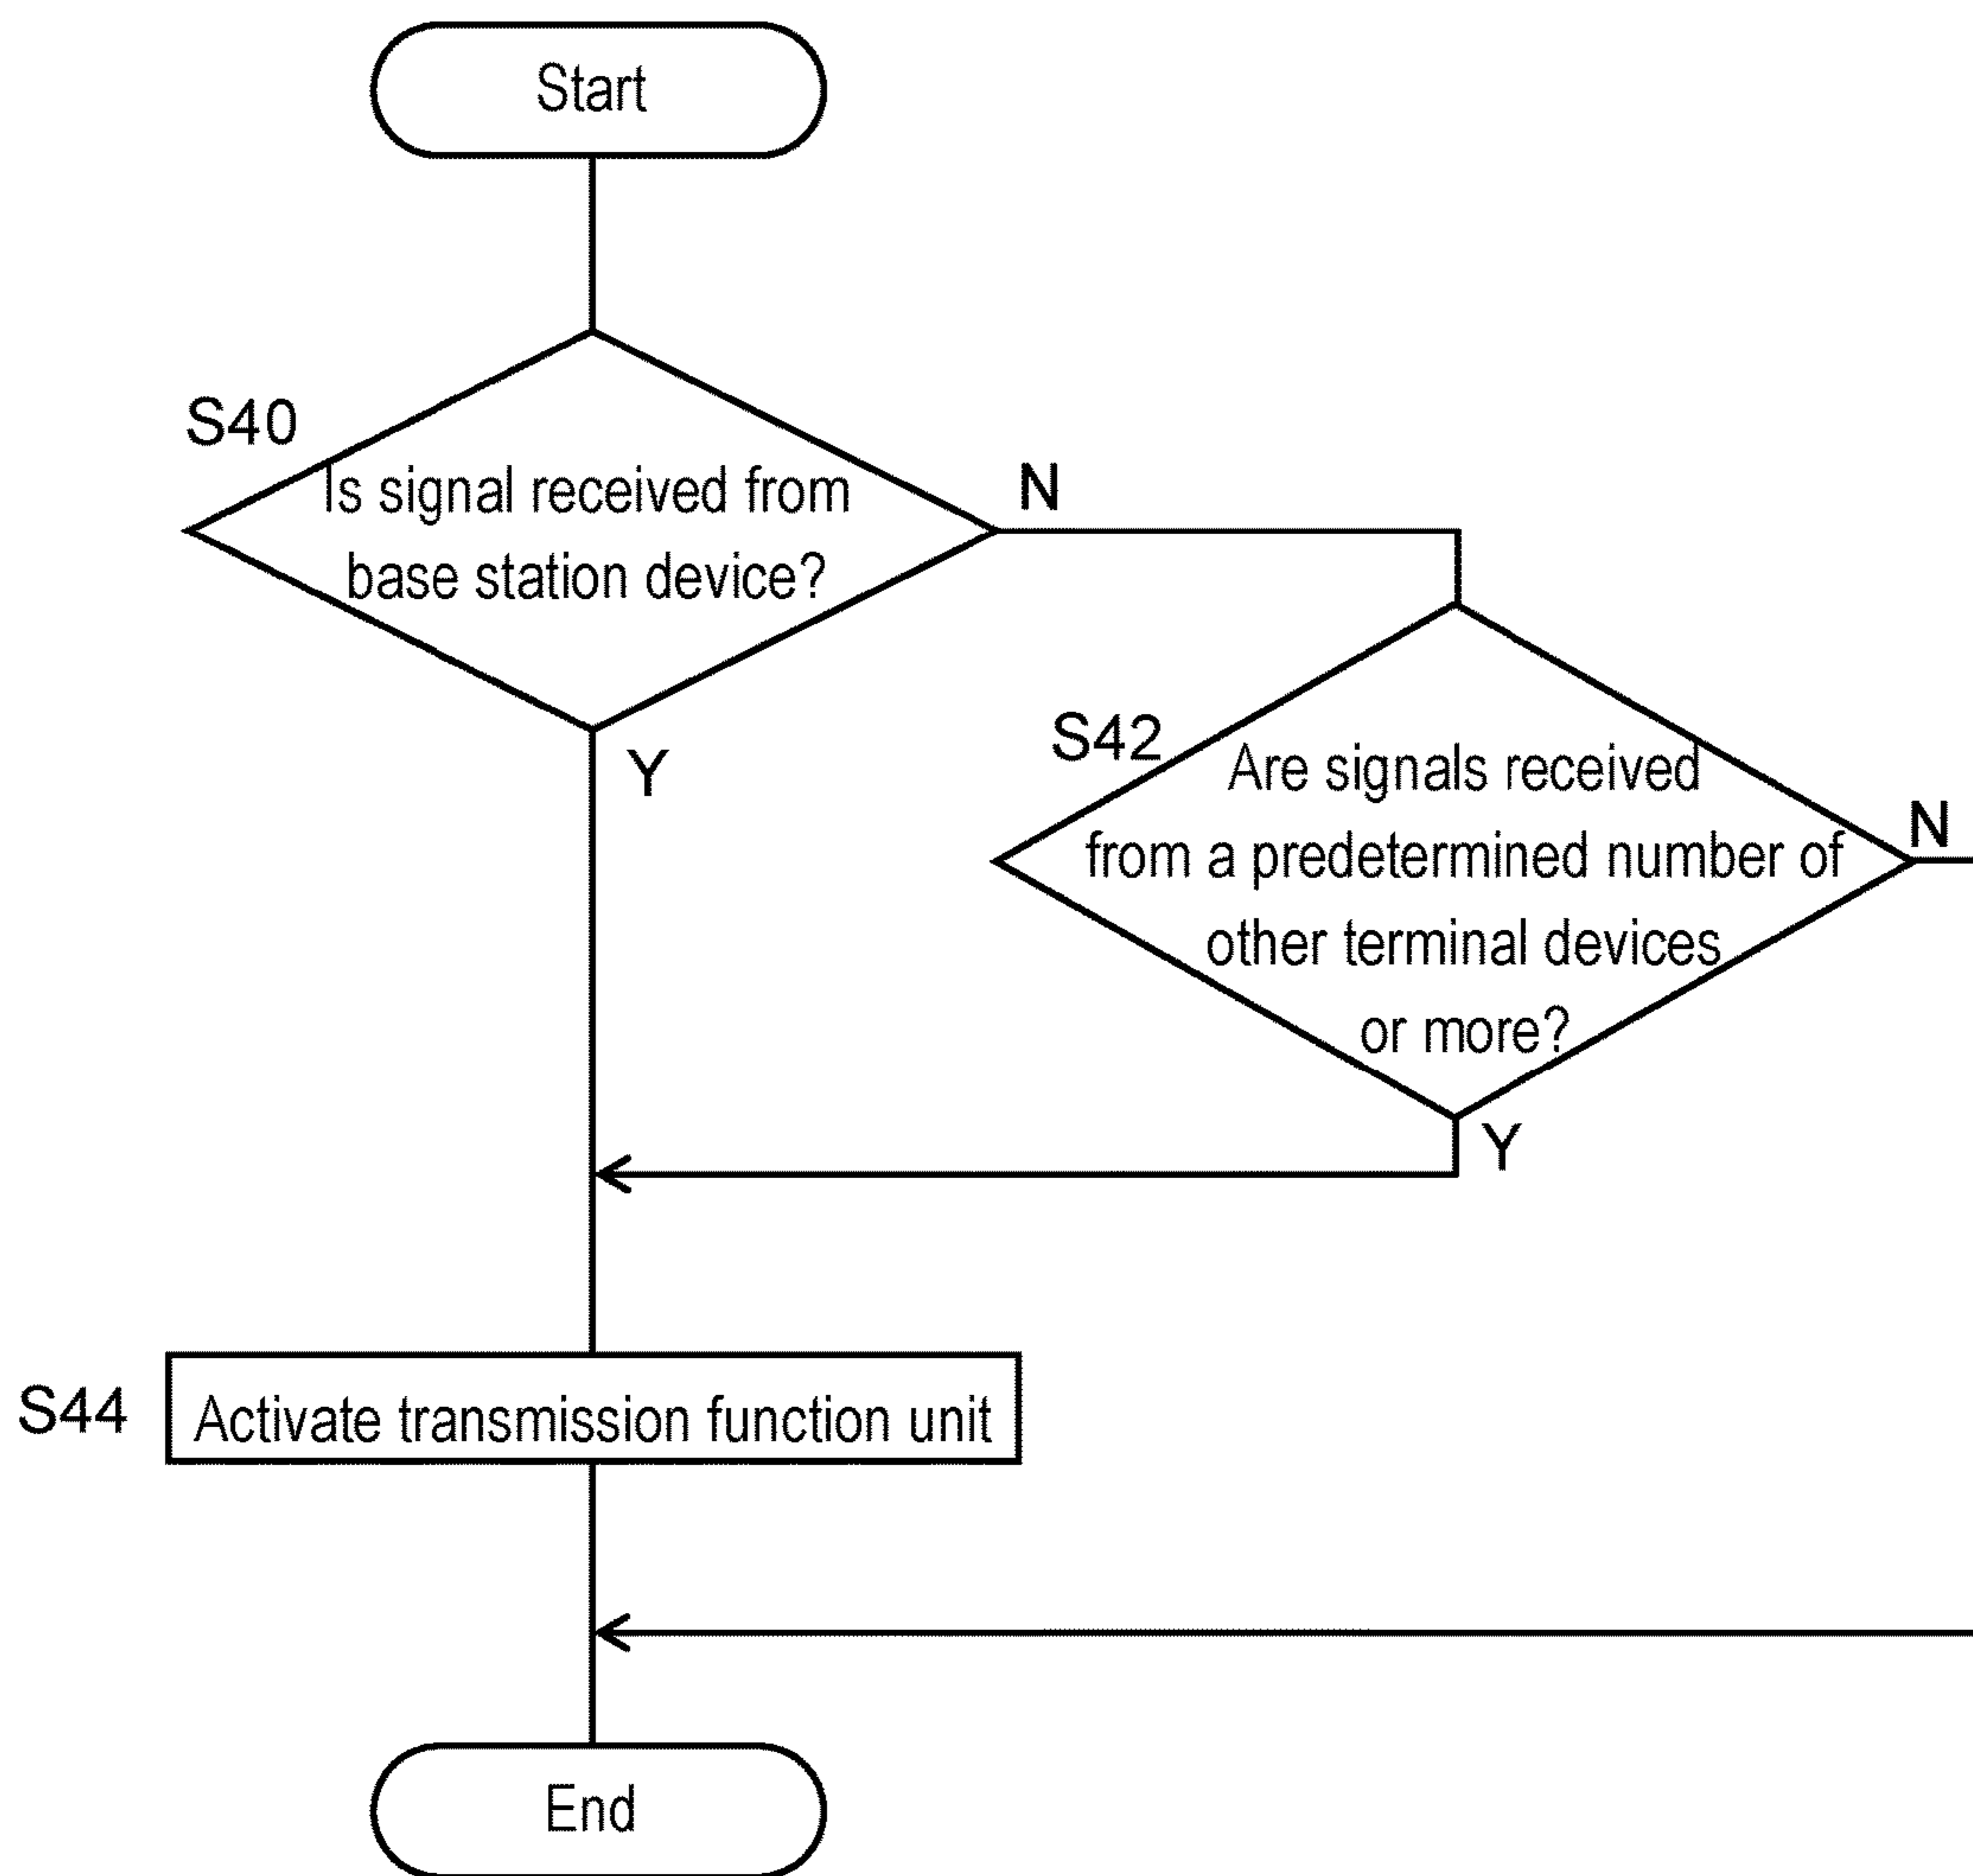 Start
S40
Is signal received from
base station device?
N
Y
S42
Are signals received
from a predetermined number of
other terminal devices
or more?
N
Y
S44
Activate transmission function unit
End